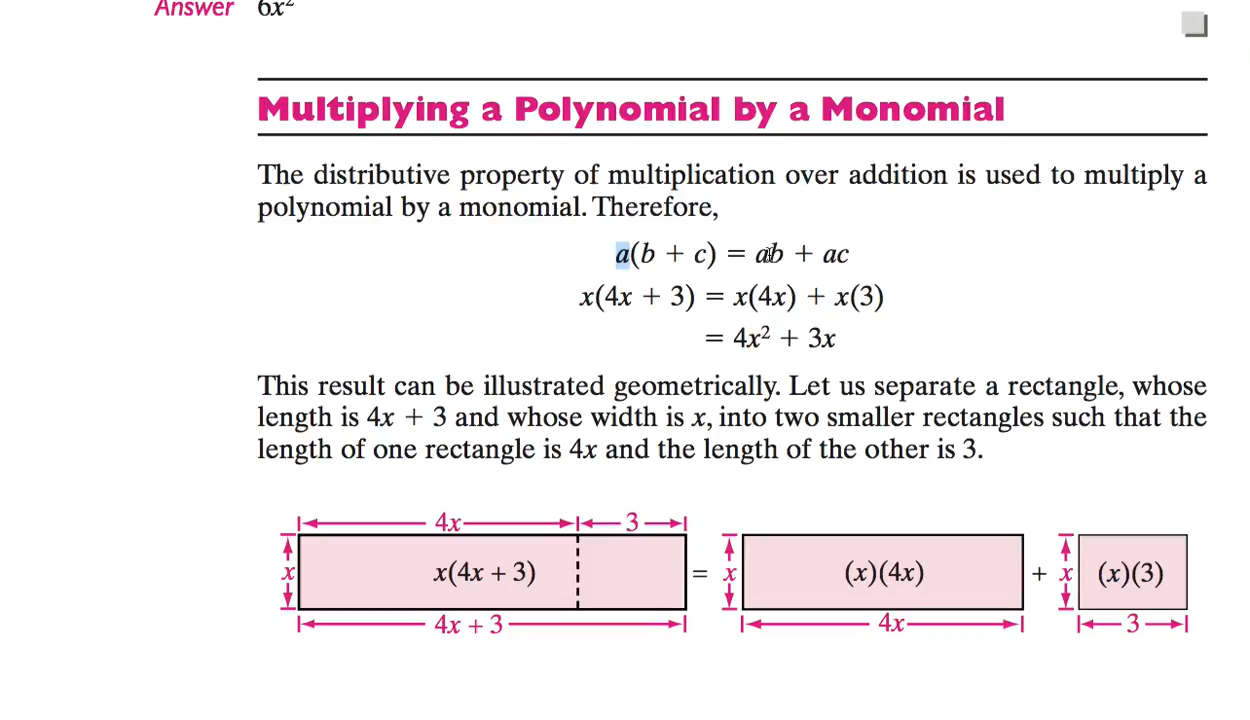 Answer 6x²
Multiplying a Polynomial by a Monomial
The distributive property of multiplication over addition is used to multiply a
polynomial by a monomial. Therefore,
a(b + c) = ab + ac
x(4x + 3) = x(4x) + x(3)
= 4x² + 3x
This result can be illustrated geometrically. Let us separate a rectangle, whose
length is 4x + 3 and whose width is x, into two smaller rectangles such that the
length of one rectangle is 4x and the length of the other is 3.
4x 3
x x(4x + 3) = x (x)(4x) + x (x)(3)
4x + 3 4x 3